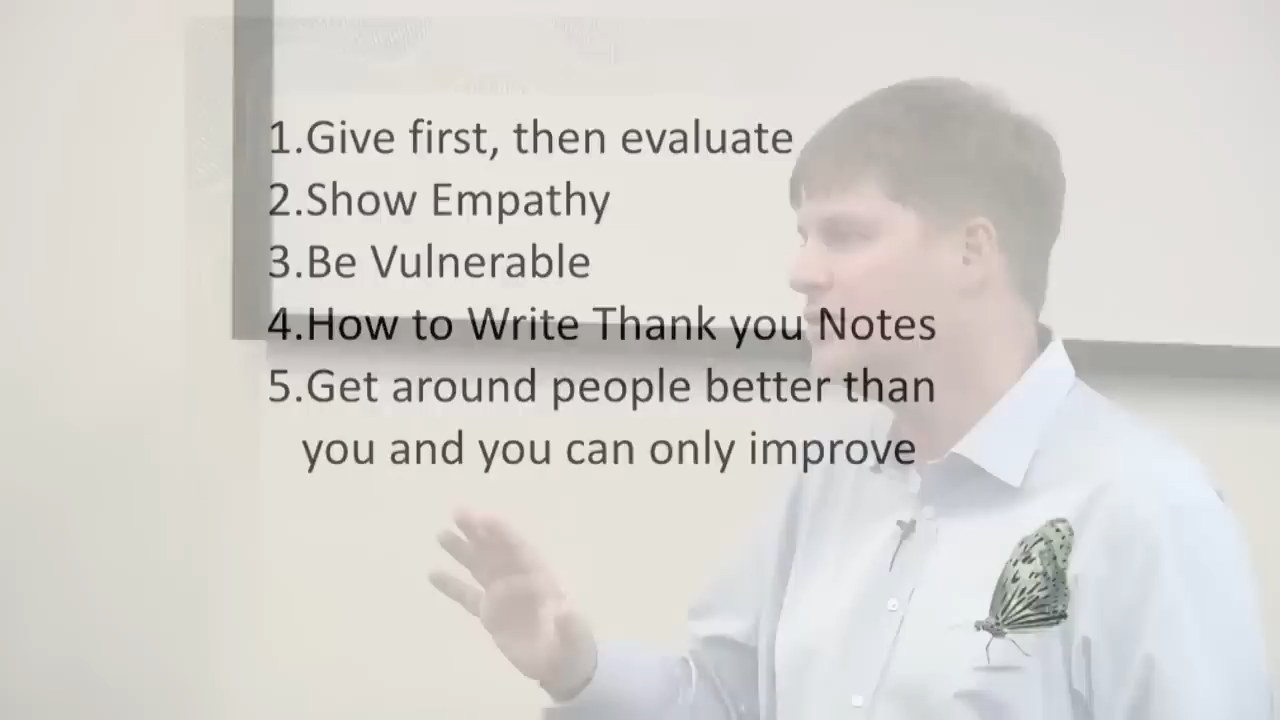 1.Give first, then evaluate
2.Show Empathy
3.Be Vulnerable
4.How to Write Thank you Notes
5.Get around people better than
you and you can only improve